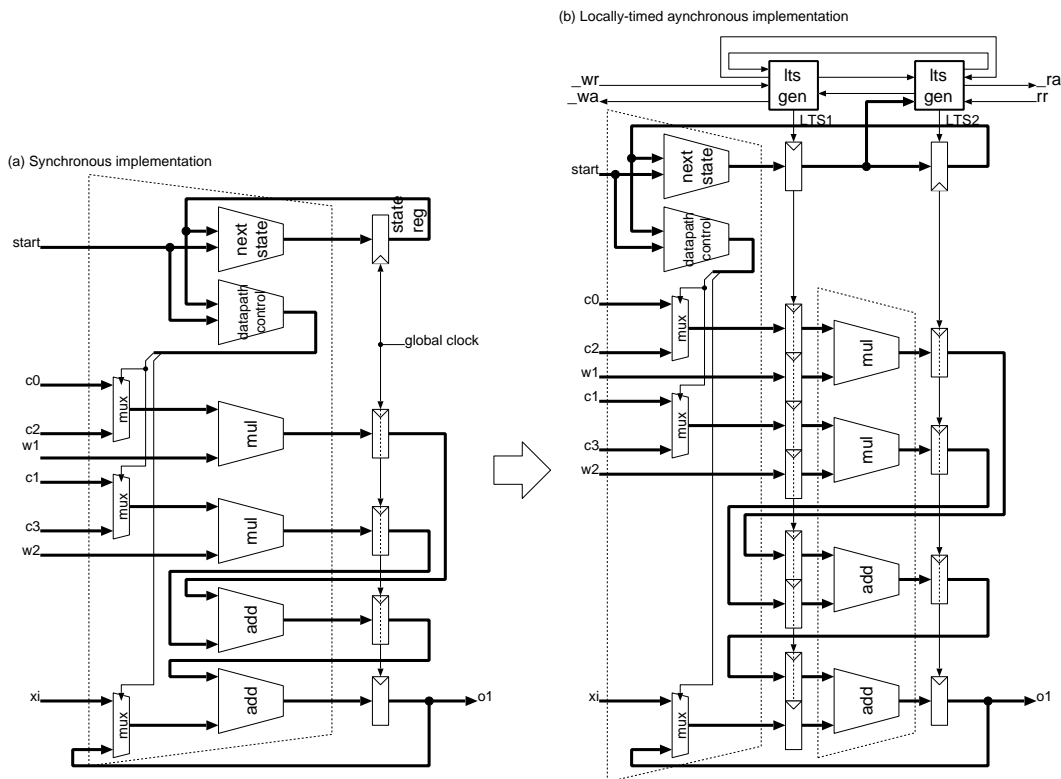 (b) Locally-timed aynchronous implementation
lts
gen
lts
gen
_wr
_wa
_ra
rr
LTS1
LTS2
start
next
state
datapath
control
c0
c2
mux
w1
c1
c3
mux
w2
mul
mul
add
add
xi
mux
o1
(a) Synchronous implementation
start
next
state
state
reg
datapath
control
global clock
c0
c2
mux
w1
c1
c3
mux
w2
mul
mul
add
add
xi
mux
o1